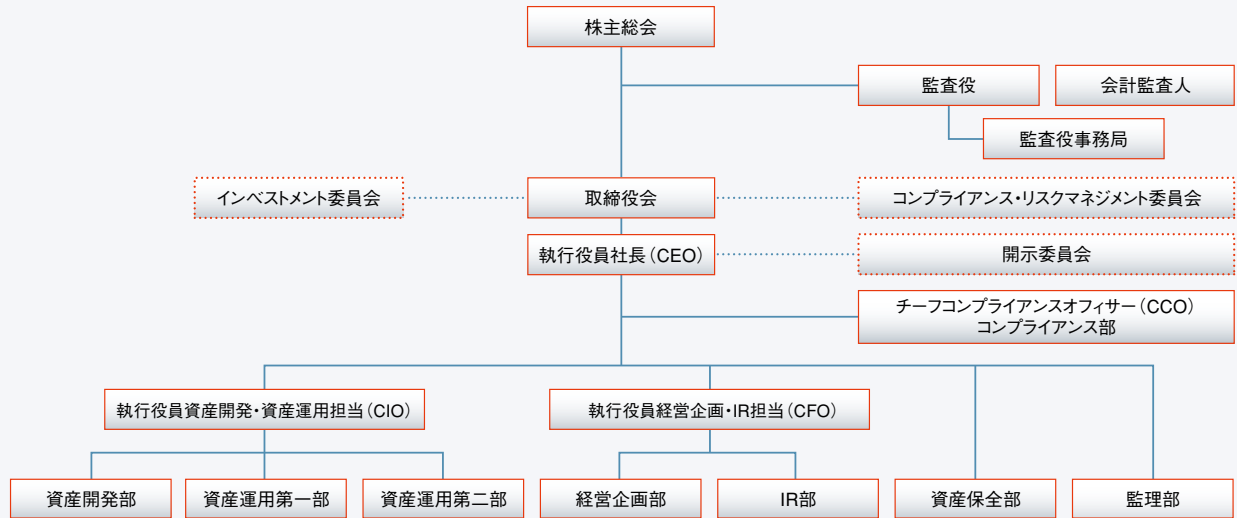 株主総会
監査役
会計監査人
監査役事務局
インベストメント委員会
取締役会
コンプライアンス・リスクマネジメント委員会
執行役員社長(CEO)
開示委員会
チーフコンプライアンスオフィサー(CCO)
コンプライアンス部
執行役員資産開発・資産運用担当(CIO)
執行役員経営企画・IR担当(CFO)
資産開発部
資産運用第一部
資産運用第二部
経営企画部
IR部
資産保全部
監理部